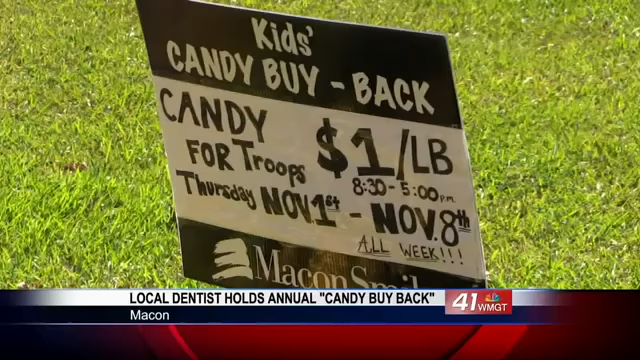 Kids'
CANDY BUY - BACK
CANDY
FOR Troops
$1/LB
8:30 - 5:00 P.M.
Thursday NOV. 1st - NOV. 8th
ALL WEEK!!!
Macon
LOCAL DENTIST HOLDS ANNUAL "CANDY BUY BACK"
Macon
41
WMGT